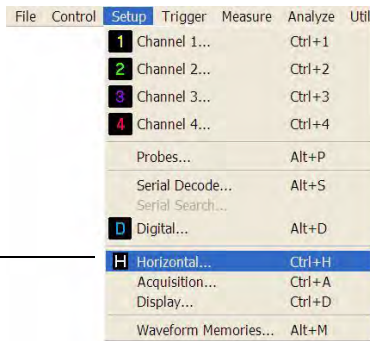 File Control Setup Trigger Measure Analyze Util
1 Channel 1... Ctrl+1
2 Channel 2... Ctrl+2
3 Channel 3... Ctrl+3
4 Channel 4... Ctrl+4
Probes... Alt+P
Serial Decode... Alt+S
Serial Search...
D Digital... Alt+D
H Horizontal... Ctrl+H
Acquisition... Ctrl+A
Display... Ctrl+D
Waveform Memories... Alt+M